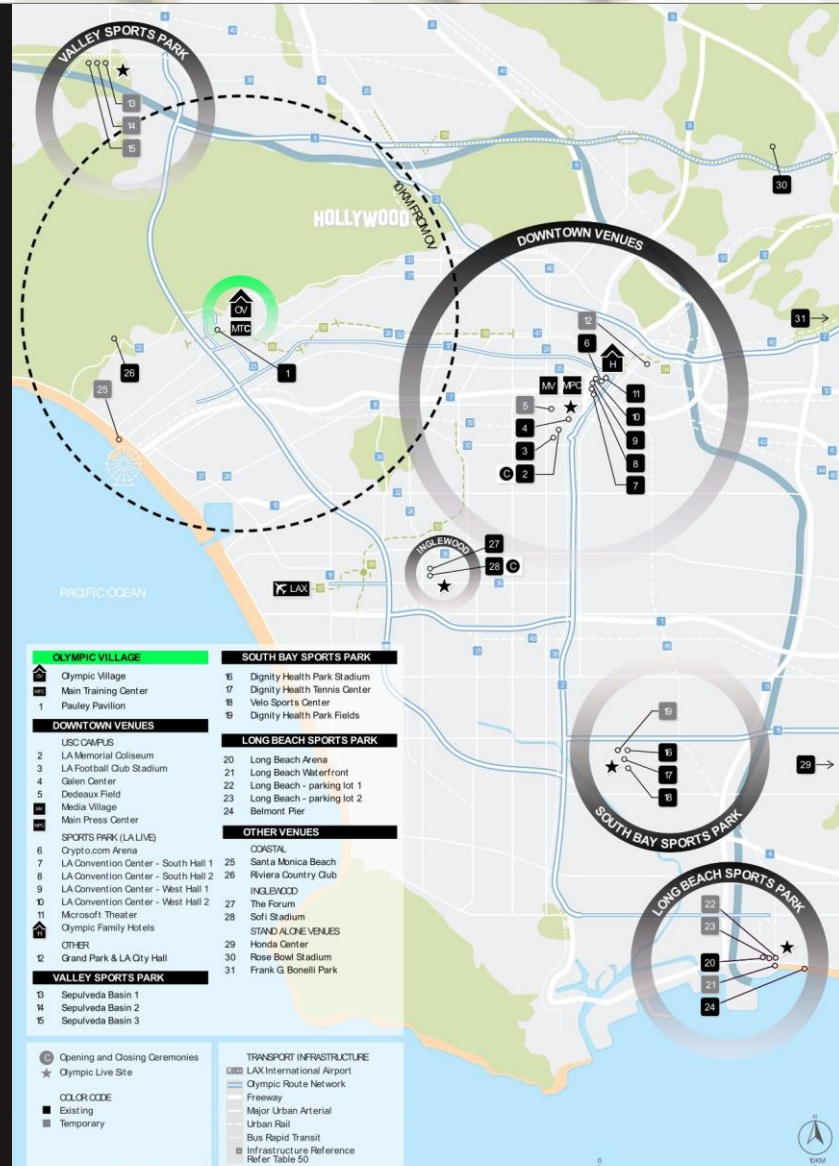 VALLEY SPORTS PARK
13
14
15
10KM FROM OV
HOLLYWOOD
30
DOWNTOWN VENUES
OV
MTC
1
26
25
31
12
6
H
MV
MPC
5
4
3
C
2
11
10
9
8
7
INGLEWOOD
27
28
C
LAX
PACIFIC OCEAN
19
16
17
18
29
SOUTH BAY SPORTS PARK
LONG BEACH SPORTS PARK
22
23
20
21
24
OLYMPIC VILLAGE
OV Olympic Village
Main Training Center
1 Pauley Pavilion
DOWNTOWN VENUES
USC CAMPUS
2 LA Memorial Coliseum
3 LA Football Club Stadium
4 Galen Center
5 Dedeaux Field
MV Media Village
MPC Main Press Center
SPORTS PARK (LA LIVE)
6 Crypto.com Arena
7 LA Convention Center - South Hall 1
8 LA Convention Center - South Hall 2
9 LA Convention Center - West Hall 1
10 LA Convention Center - West Hall 2
11 Microsoft Theater
H Olympic Family Hotels
OTHER
12 Grand Park & LA City Hall
VALLEY SPORTS PARK
13 Sepulveda Basin 1
14 Sepulveda Basin 2
15 Sepulveda Basin 3
SOUTH BAY SPORTS PARK
16 Dignity Health Park Stadium
17 Dignity Health Tennis Center
18 Velo Sports Center
19 Dignity Health Park Fields
LONG BEACH SPORTS PARK
20 Long Beach Arena
21 Long Beach Waterfront
22 Long Beach - parking lot 1
23 Long Beach - parking lot 2
24 Belmont Pier
OTHER VENUES
COASTAL
25 Santa Monica Beach
26 Riviera Country Club
INGLEWOOD
27 The Forum
28 Sofi Stadium
STAND ALONE VENUES
29 Honda Center
30 Rose Bowl Stadium
31 Frank G. Bonelli Park
C Opening and Closing Ceremonies
Olympic Live Site
COLOR CODE
Existing
Temporary
TRANSPORT INFRASTRUCTURE
LAX International Airport
Olympic Route Network
Freeway
Major Urban Arterial
Urban Rail
Bus Rapid Transit
Infrastructure Reference
Refer Table 50
N
0
10KM